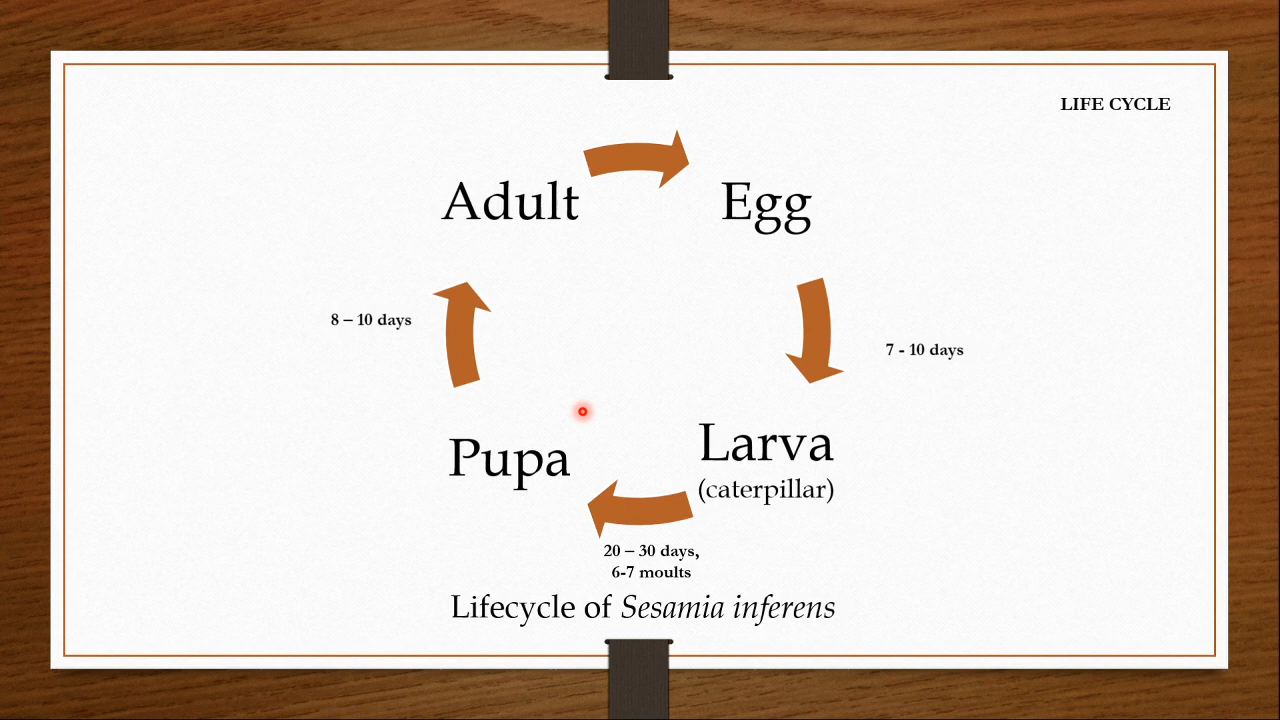 LIFE CYCLE
Adult
Egg
8 – 10 days
7 - 10 days
Pupa
Larva
(caterpillar)
20 – 30 days,
6-7 moults
Lifecycle of Sesamia inferens